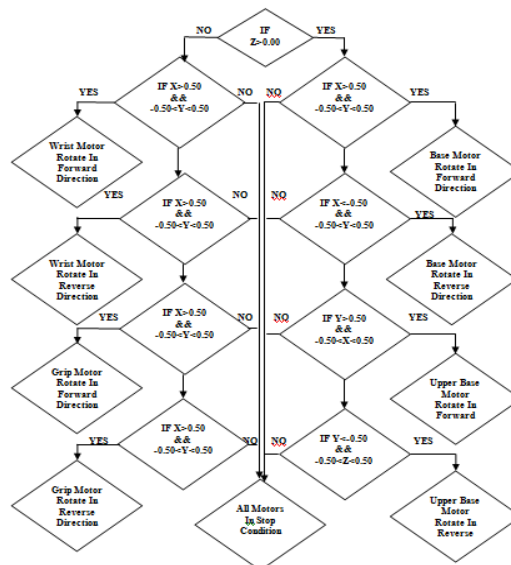 IF
Z>0.00
NO
YES
IF X>0.50
&&
-0.50<Y<0.50
YES
NO
NO
IF X>0.50
&&
-0.50<Y<0.50
YES
Wrist Motor
Rotate In
Forward
Direction
Base Motor
Rotate In
Forward
Direction
YES
IF X>0.50
&&
-0.50<Y<0.50
NO
NO
IF X<-0.50
&&
-0.50<Y<0.50
YES
Wrist Motor
Rotate In
Reverse
Direction
Base Motor
Rotate In
Reverse
Direction
YES
IF X>0.50
&&
-0.50<Y<0.50
NO
NO
IF Y>0.50
&&
-0.50<X<0.50
YES
Grip Motor
Rotate In
Forward
Direction
Upper Base
Motor
Rotate In
Forward
YES
IF X>0.50
&&
-0.50<Y<0.50
NO
NO
IF Y<-0.50
&&
-0.50<Z<0.50
YES
Grip Motor
Rotate In
Reverse
Direction
All Motors
In Stop
Condition
Upper Base
Motor
Rotate In
Reverse